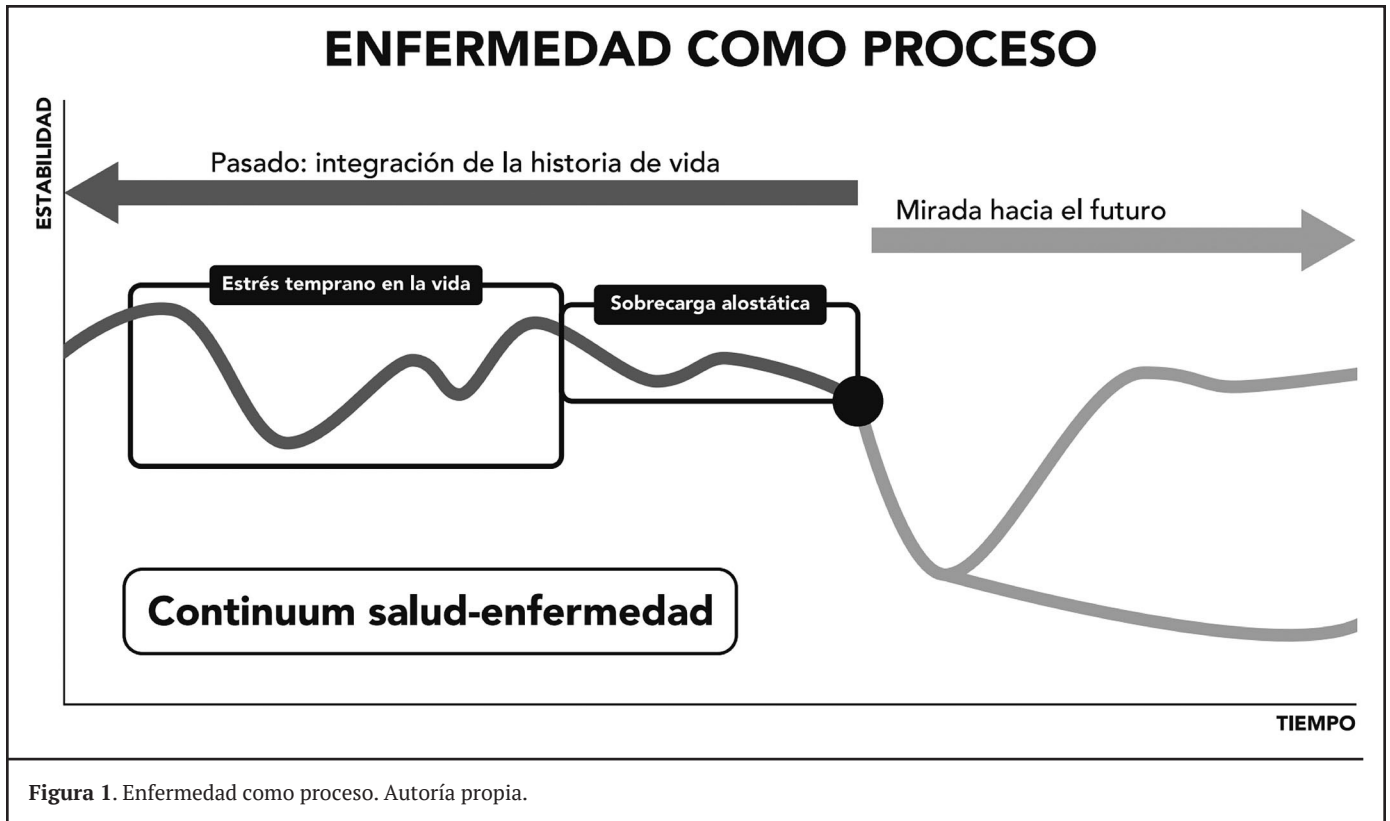 ENFERMEDAD COMO PROCESO
ESTABILIDAD
Pasado: integración de la historia de vida
Mirada hacia el futuro
Estrés temprano en la vida
Sobrecarga alostática
Continuum salud-enfermedad
TIEMPO
Figura 1. Enfermedad como proceso. Autoría propia.